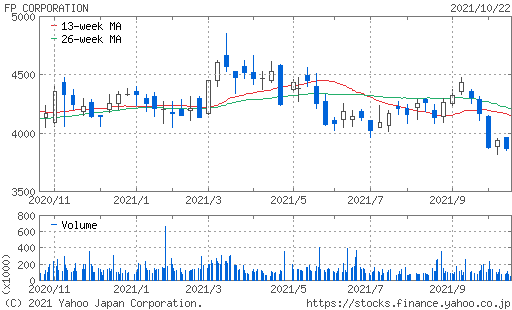 FP CORPORATION 2021/10/22
5000
13-week MA
26-week MA
4500
4000
3500
2020/11 2021/1 2021/3 2021/5 2021/7 2021/9
800
Volume
600
400
200
0
(x1000)
2020/11 2021/1 2021/3 2021/5 2021/7 2021/9
(C) 2021 Yahoo Japan Corporation. https://stocks.finance.yahoo.co.jp